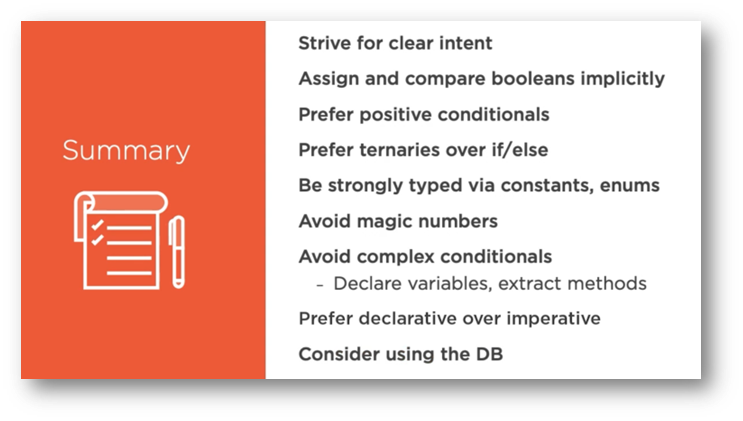 Summary
Strive for clear intent
Assign and compare booleans implicitly
Prefer positive conditionals
Prefer ternaries over if/else
Be strongly typed via constants, enums
Avoid magic numbers
Avoid complex conditionals
- Declare variables, extract methods
Prefer declarative over imperative
Consider using the DB